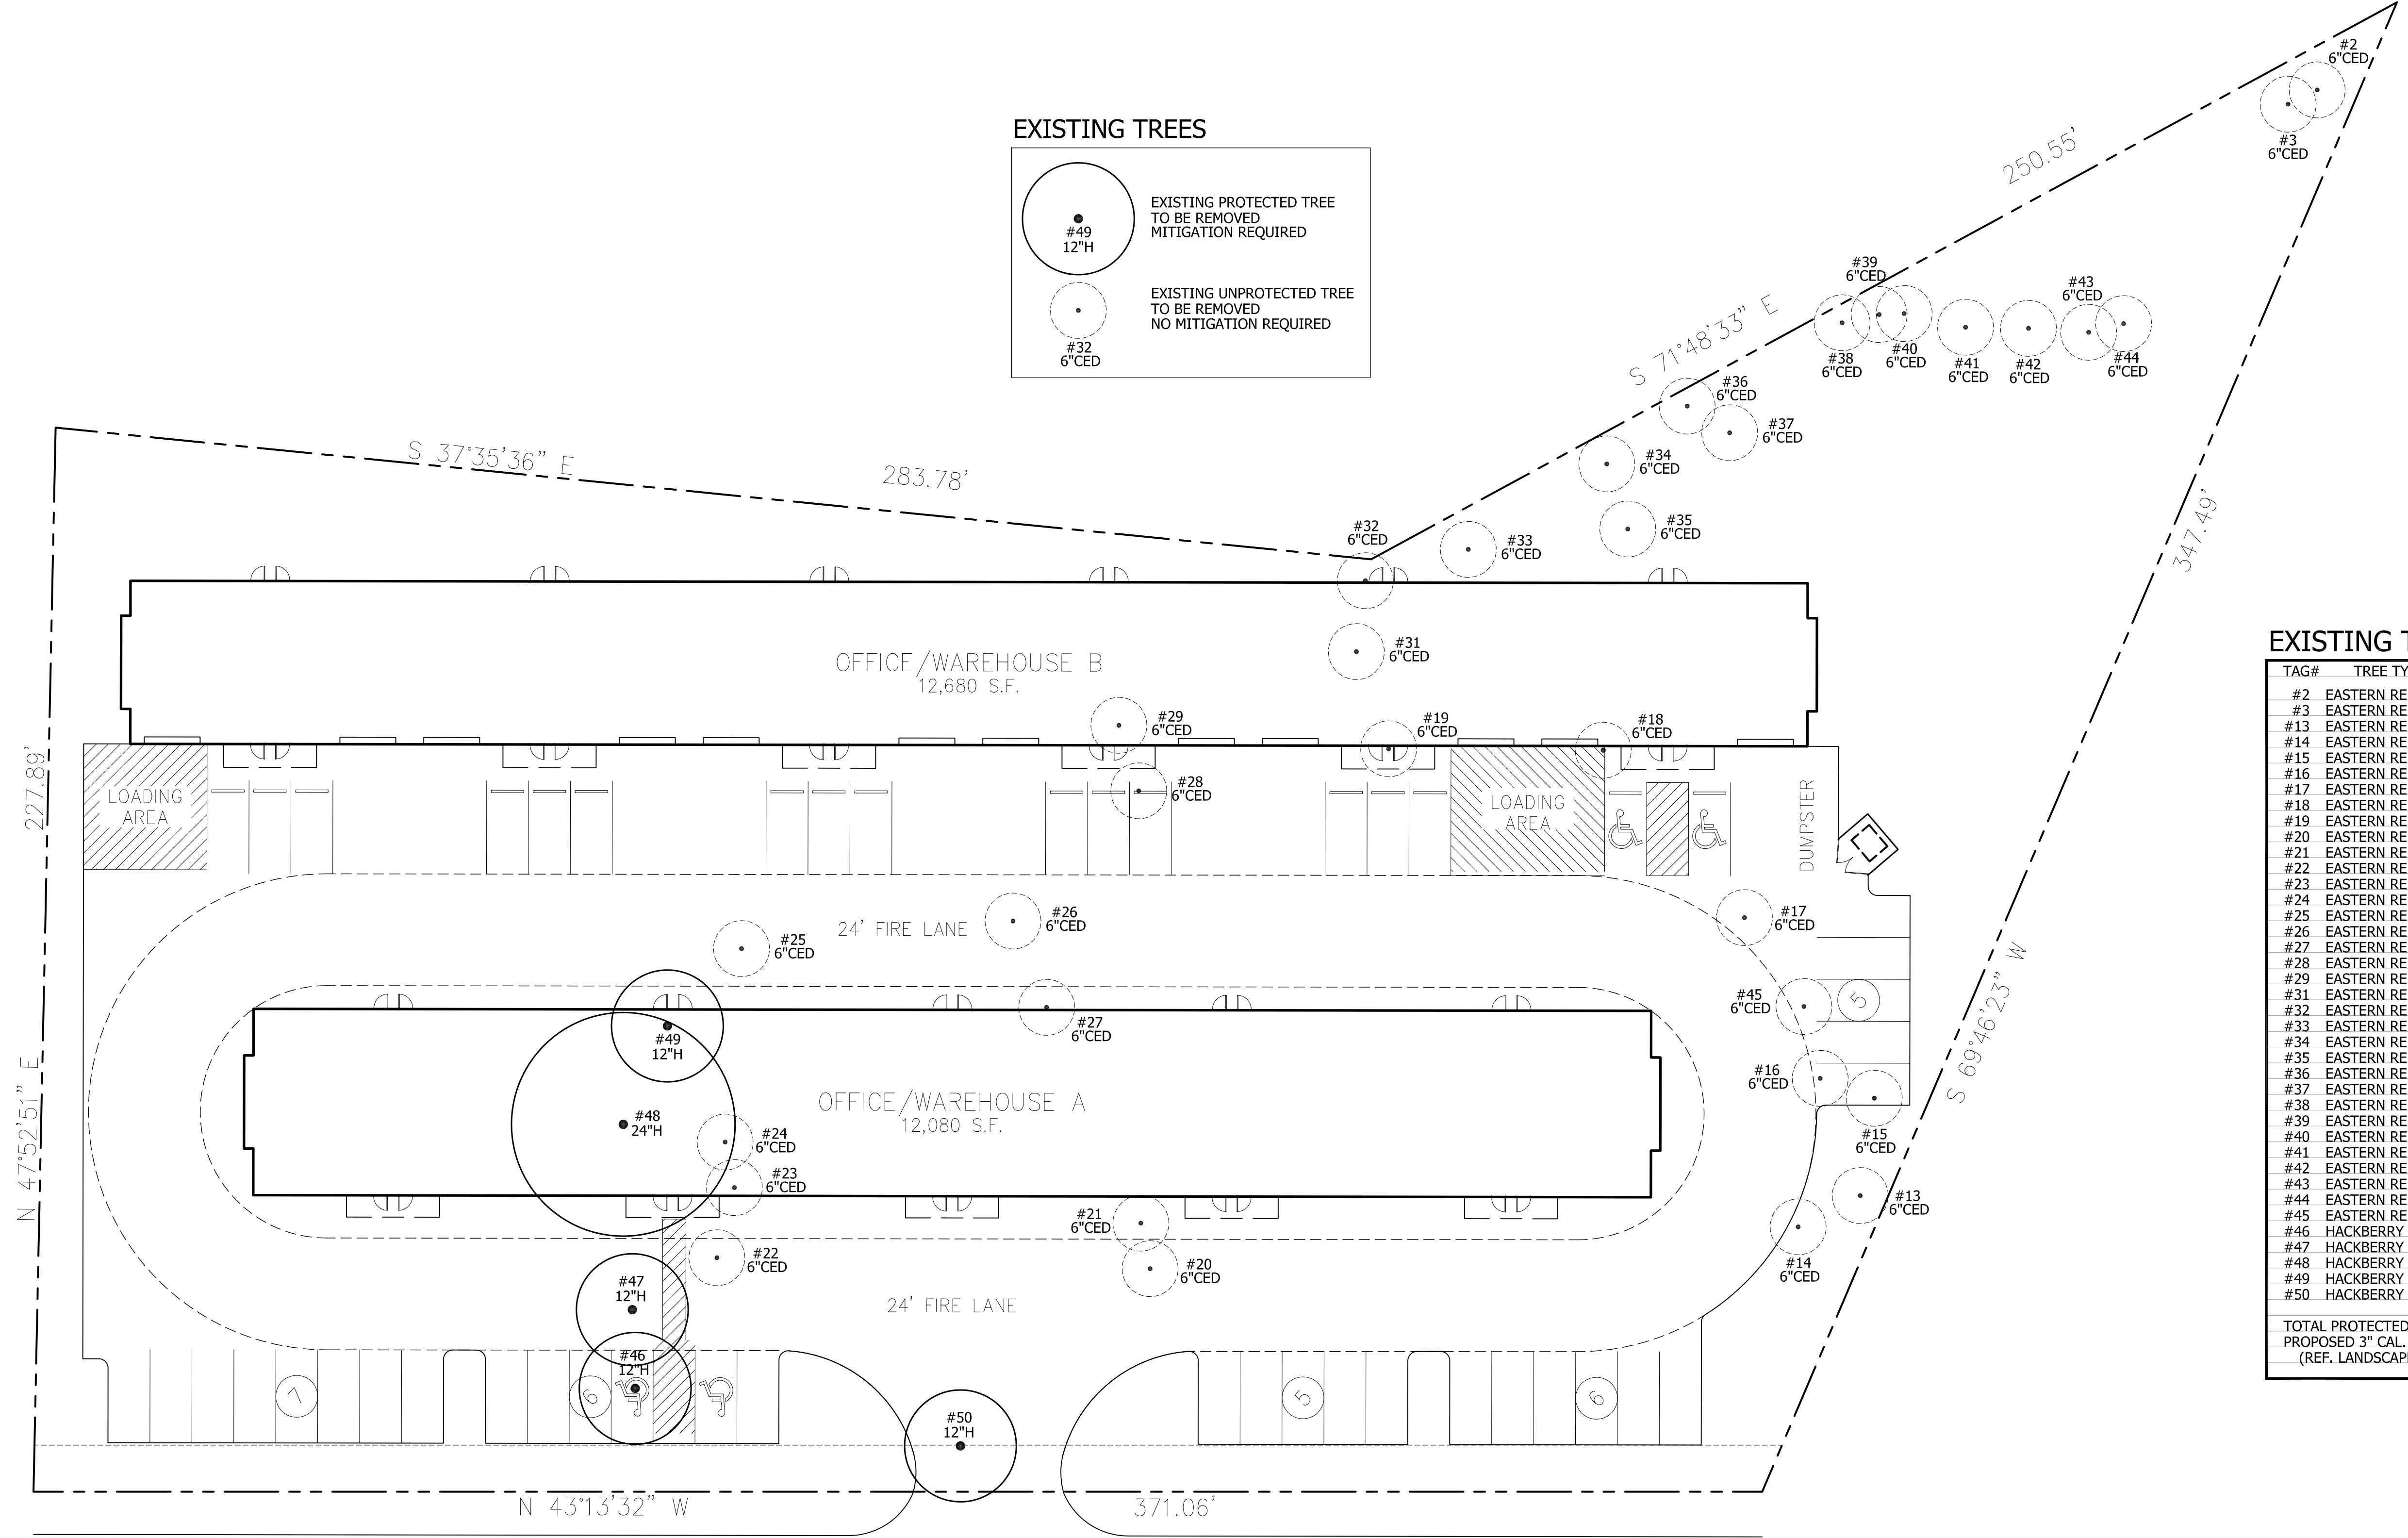 #2
6"CED
#3
6"CED
250.55'
EXISTING TREES
EXISTING PROTECTED TREE
TO BE REMOVED
MITIGATION REQUIRED
#49
12"H
EXISTING UNPROTECTED TREE
TO BE REMOVED
NO MITIGATION REQUIRED
#32
6"CED
#39
6"CED
#43
6"CED
S 71°48'33" E
#38
6"CED
#40
6"CED
#41
6"CED
#42
6"CED
#44
6"CED
#36
6"CED
#37
6"CED
#34
6"CED
S 37°35'36" E
283.78'
347.49'
#35
6"CED
#32
6"CED
#33
6"CED
#31
6"CED
OFFICE/WAREHOUSE B
12,680 S.F.
#29
6"CED
#19
6"CED
#18
6"CED
227.89'
LOADING
AREA
#28
6"CED
LOADING
AREA
DUMPSTER
#26
6"CED
#17
6"CED
24' FIRE LANE
#25
6"CED
#45
6"CED
5
#27
6"CED
#49
12"H
S 69°46'23" W
N 47°52'51" E
#16
6"CED
OFFICE/WAREHOUSE A
12,080 S.F.
#48
24"H
#24
6"CED
#15
6"CED
#23
6"CED
#13
6"CED
#21
6"CED
#22
6"CED
#20
6"CED
#14
6"CED
#47
12"H
24' FIRE LANE
#46
12"H
7
6
5
6
#50
12"H
N 43°13'32" W
371.06'
EXISTING T
TAG# TREE TY
#2 EASTERN RE
#3 EASTERN RE
#13 EASTERN RE
#14 EASTERN RE
#15 EASTERN RE
#16 EASTERN RE
#17 EASTERN RE
#18 EASTERN RE
#19 EASTERN RE
#20 EASTERN RE
#21 EASTERN RE
#22 EASTERN RE
#23 EASTERN RE
#24 EASTERN RE
#25 EASTERN RE
#26 EASTERN RE
#27 EASTERN RE
#28 EASTERN RE
#29 EASTERN RE
#31 EASTERN RE
#32 EASTERN RE
#33 EASTERN RE
#34 EASTERN RE
#35 EASTERN RE
#36 EASTERN RE
#37 EASTERN RE
#38 EASTERN RE
#39 EASTERN RE
#40 EASTERN RE
#41 EASTERN RE
#42 EASTERN RE
#43 EASTERN RE
#44 EASTERN RE
#45 EASTERN RE
#46 HACKBERRY
#47 HACKBERRY
#48 HACKBERRY
#49 HACKBERRY
#50 HACKBERRY
TOTAL PROTECTED
PROPOSED 3" CAL.
(REF. LANDSCAP